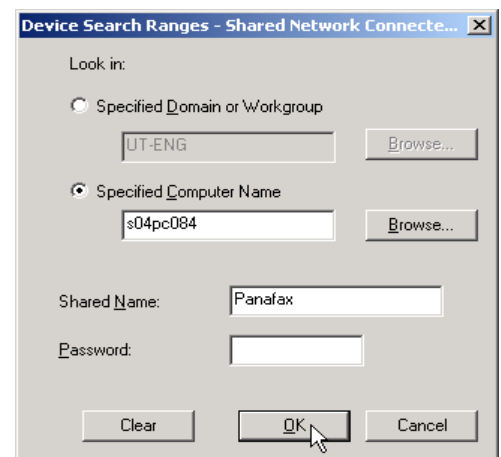 Device Search Ranges - Shared Network Connecte...
Look in:
Specified Domain or Workgroup
UT-ENG Browse...
Specified Computer Name
s04pc084 Browse...
Shared Name: Panafax
Password:
Clear OK Cancel